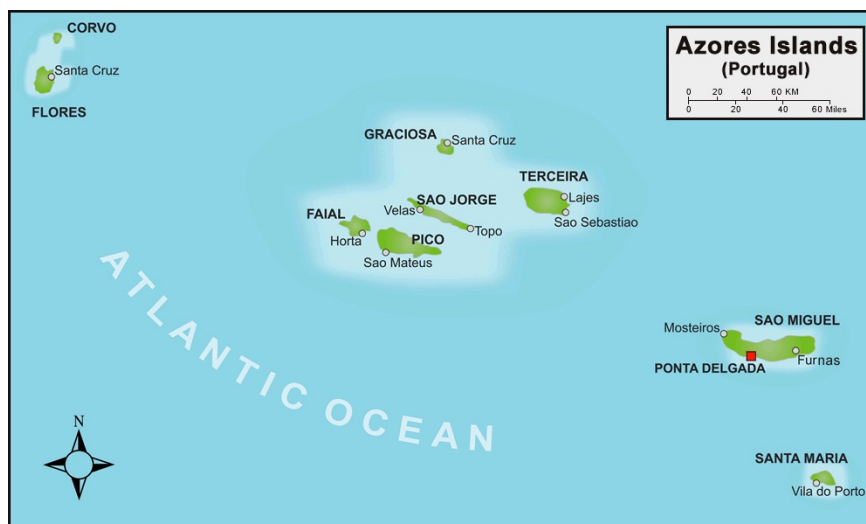 CORVO
Santa Cruz
FLORES
Azores Islands
(Portugal)
0 20 40 60 KM
0 20 40 60 Miles
GRACIOSA
Santa Cruz
TERCEIRA
Lajes
Sao Sebastiao
SAO JORGE
Velas
Topo
FAIAL
Horta
PICO
Sao Mateus
ATLANTIC OCEAN
SAO MIGUEL
Mosteiros
Furnas
PONTA DELGADA
SANTA MARIA
Vila do Porto
N